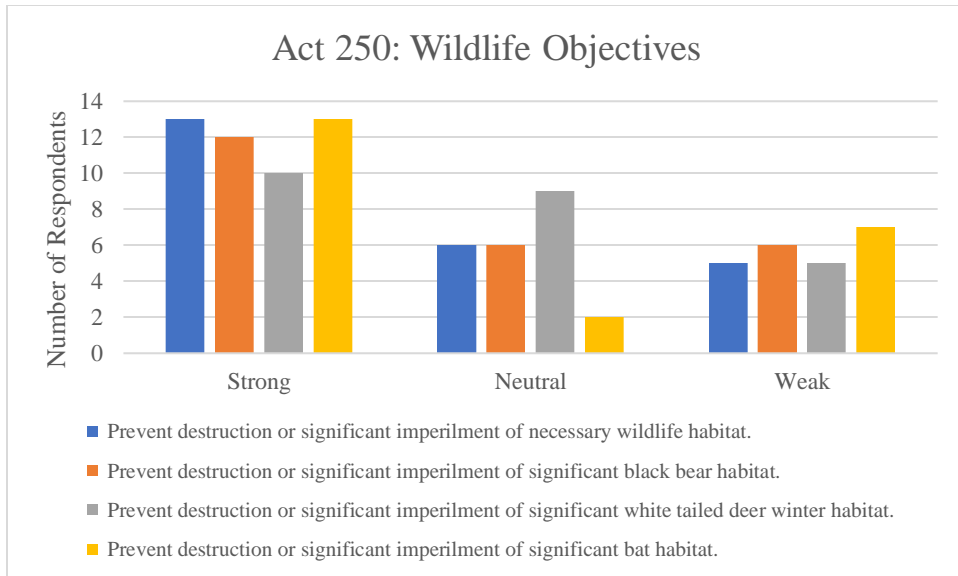 Act 250: Wildlife Objectives
Number of Respondents
14
12
10
8
6
4
2
0
Strong Neutral Weak
Prevent destruction or significant imperilment of necessary wildlife habitat.
Prevent destruction or significant imperilment of significant black bear habitat.
Prevent destruction or significant imperilment of significant white tailed deer winter habitat.
Prevent destruction or significant imperilment of significant bat habitat.